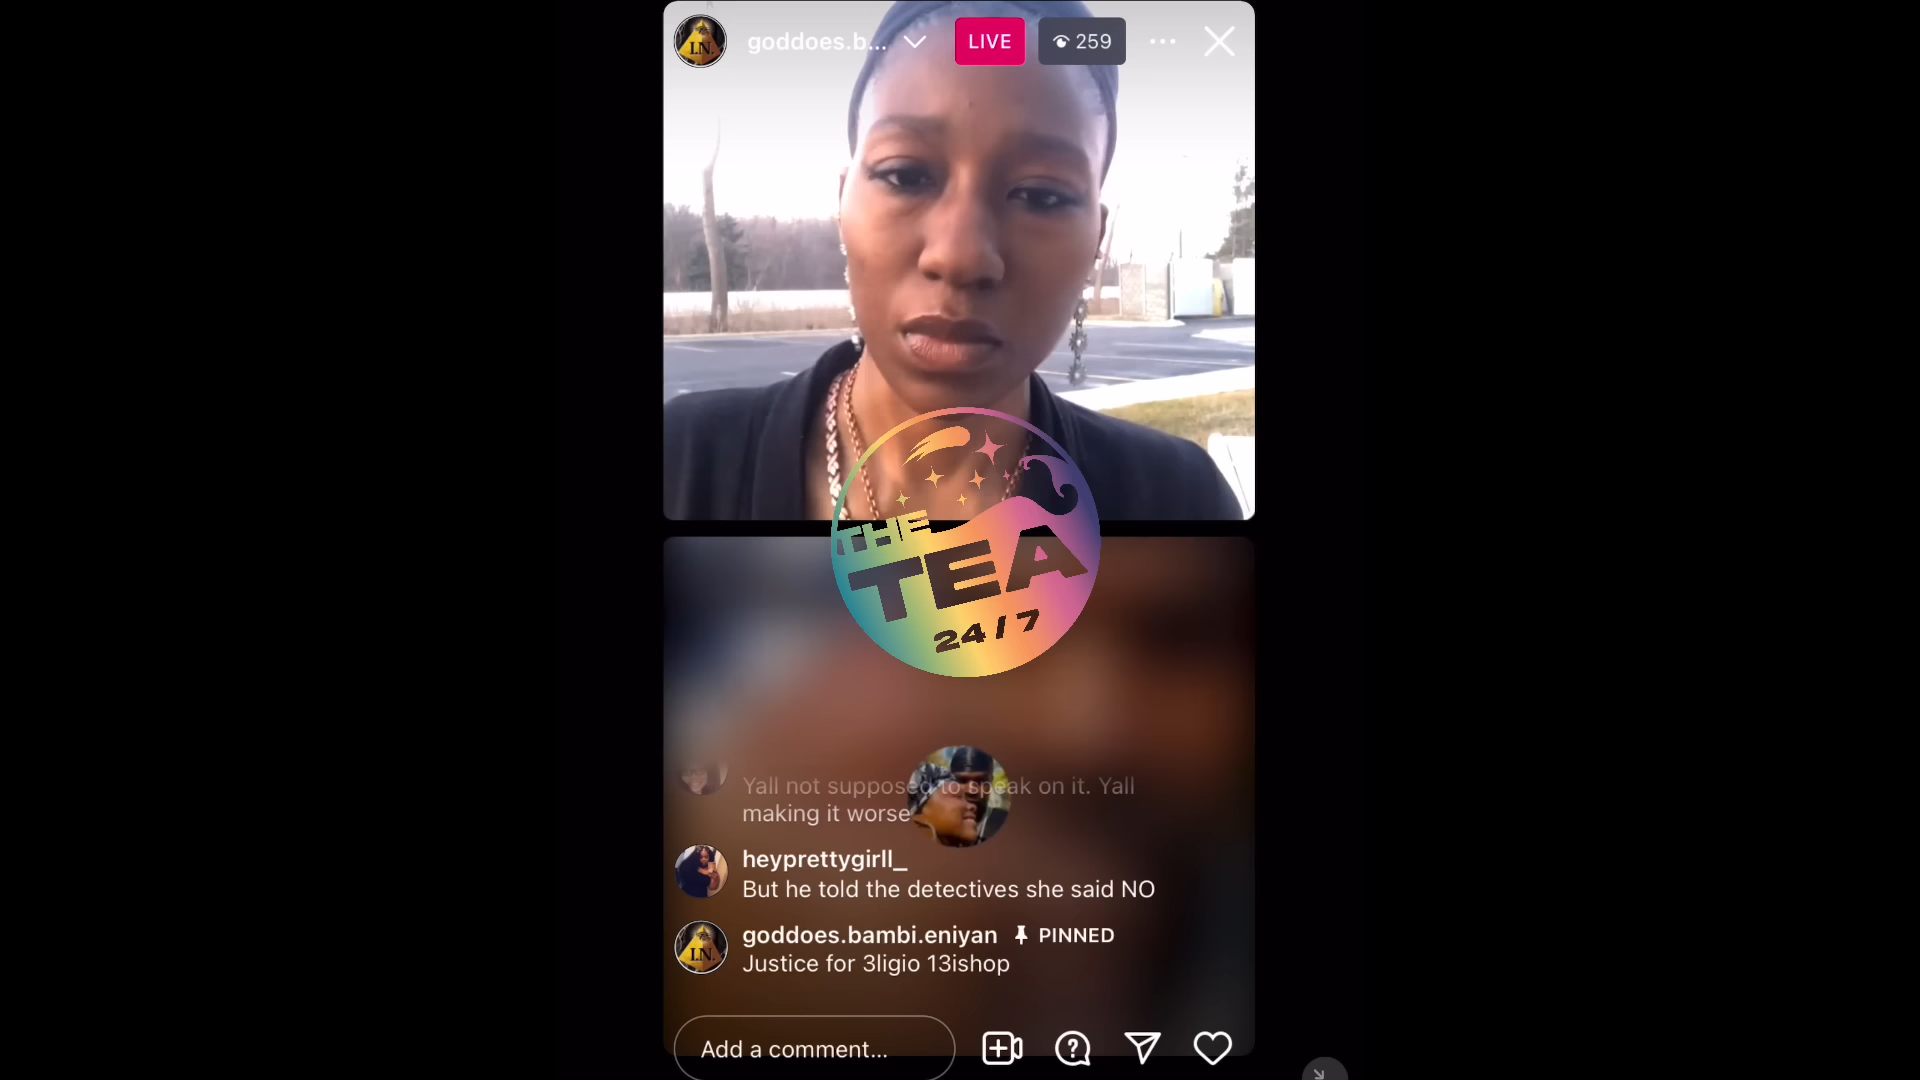 I.N.
goddoes.b...
LIVE
259
THE
TEA
24/7
Yall not supposed to speak on it. Yall
making it worse
heyprettygirll_
But he told the detectives she said NO
I.N.
goddoes.bambi.eniyan PINNED
Justice for 3ligio 13ishop
Add a comment...